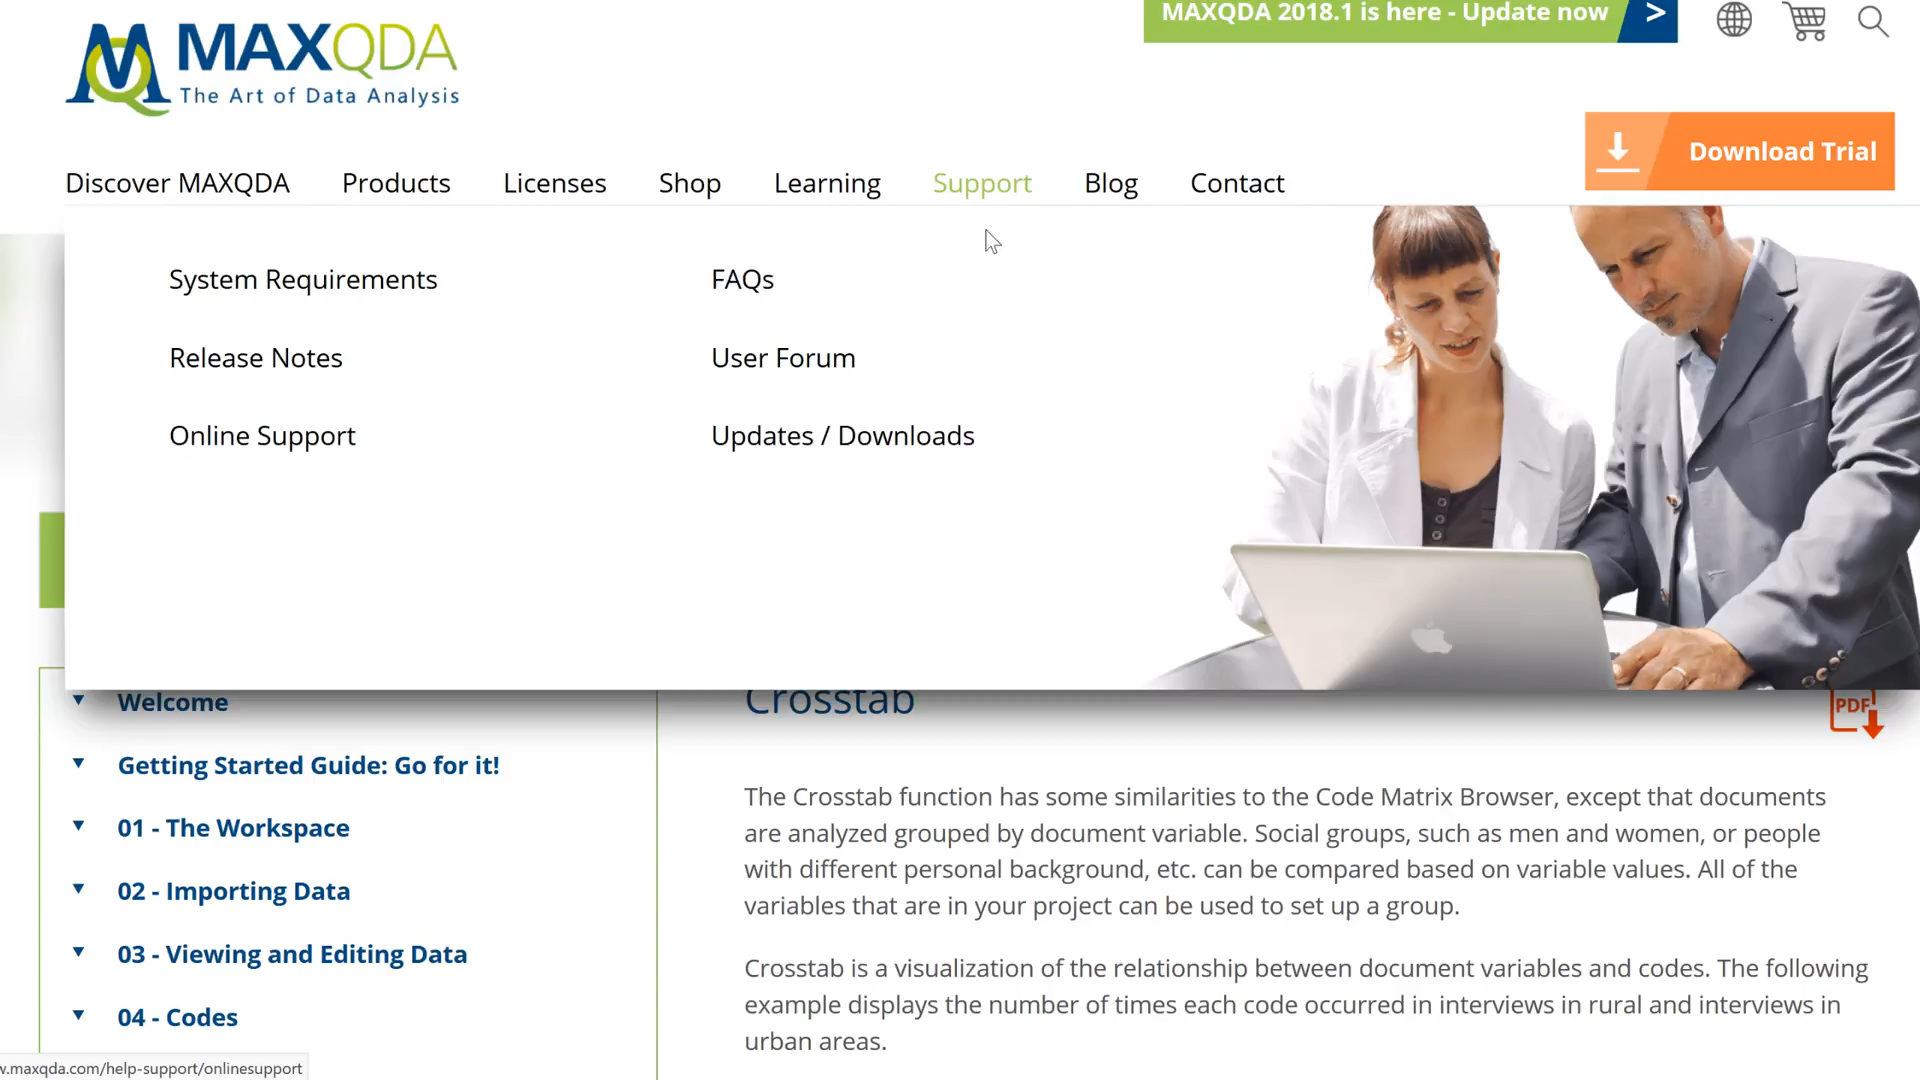 MAXQDA 2018.1 is here - Update now >
MAXQDA
The Art of Data Analysis
Download Trial
Discover MAXQDA Products Licenses Shop Learning Support Blog Contact
System Requirements
Release Notes
Online Support
FAQs
User Forum
Updates / Downloads
Welcome
Getting Started Guide: Go for it!
01 - The Workspace
02 - Importing Data
03 - Viewing and Editing Data
04 - Codes
Crosstab
PDF
The Crosstab function has some similarities to the Code Matrix Browser, except that documents
are analyzed grouped by document variable. Social groups, such as men and women, or people
with different personal background, etc. can be compared based on variable values. All of the
variables that are in your project can be used to set up a group.
Crosstab is a visualization of the relationship between document variables and codes. The following
example displays the number of times each code occurred in interviews in rural and interviews in
urban areas.
w.maxqda.com/help-support/onlinesupport